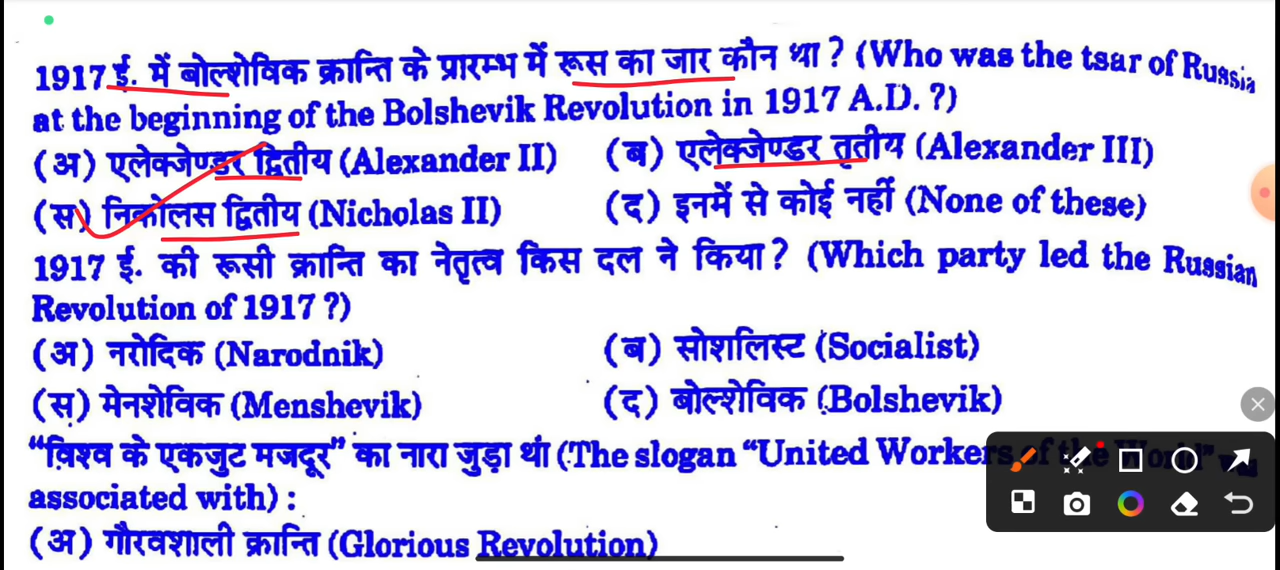 1917 ई. में बोल्शेविक क्रान्ति के प्रारम्भ में रूस का जार कौन था? (Who was the tsar of Russia
at the beginning of the Bolshevik Revolution in 1917 A.D. ?)
(अ) एलेक्जेण्डर द्वितीय (Alexander II) (ब) एलेक्जेण्डर तृतीय (Alexander III)
(स) निकोलस द्वितीय (Nicholas II) (द) इनमें से कोई नहीं (None of these)
1917 ई. की रूसी क्रान्ति का नेतृत्व किस दल ने किया? (Which party led the Russian
Revolution of 1917 ?)
(अ) नरोदिक (Narodnik) (ब) सोशलिस्ट (Socialist)
(स) मेनशेविक (Menshevik) (द) बोल्शेविक (Bolshevik)
“विश्व के एकजुट मजदूर” का नारा जुड़ा था (The slogan “United Workers of the World”
associated with) :
(अ) गौरवशाली क्रान्ति (Glorious Revolution)